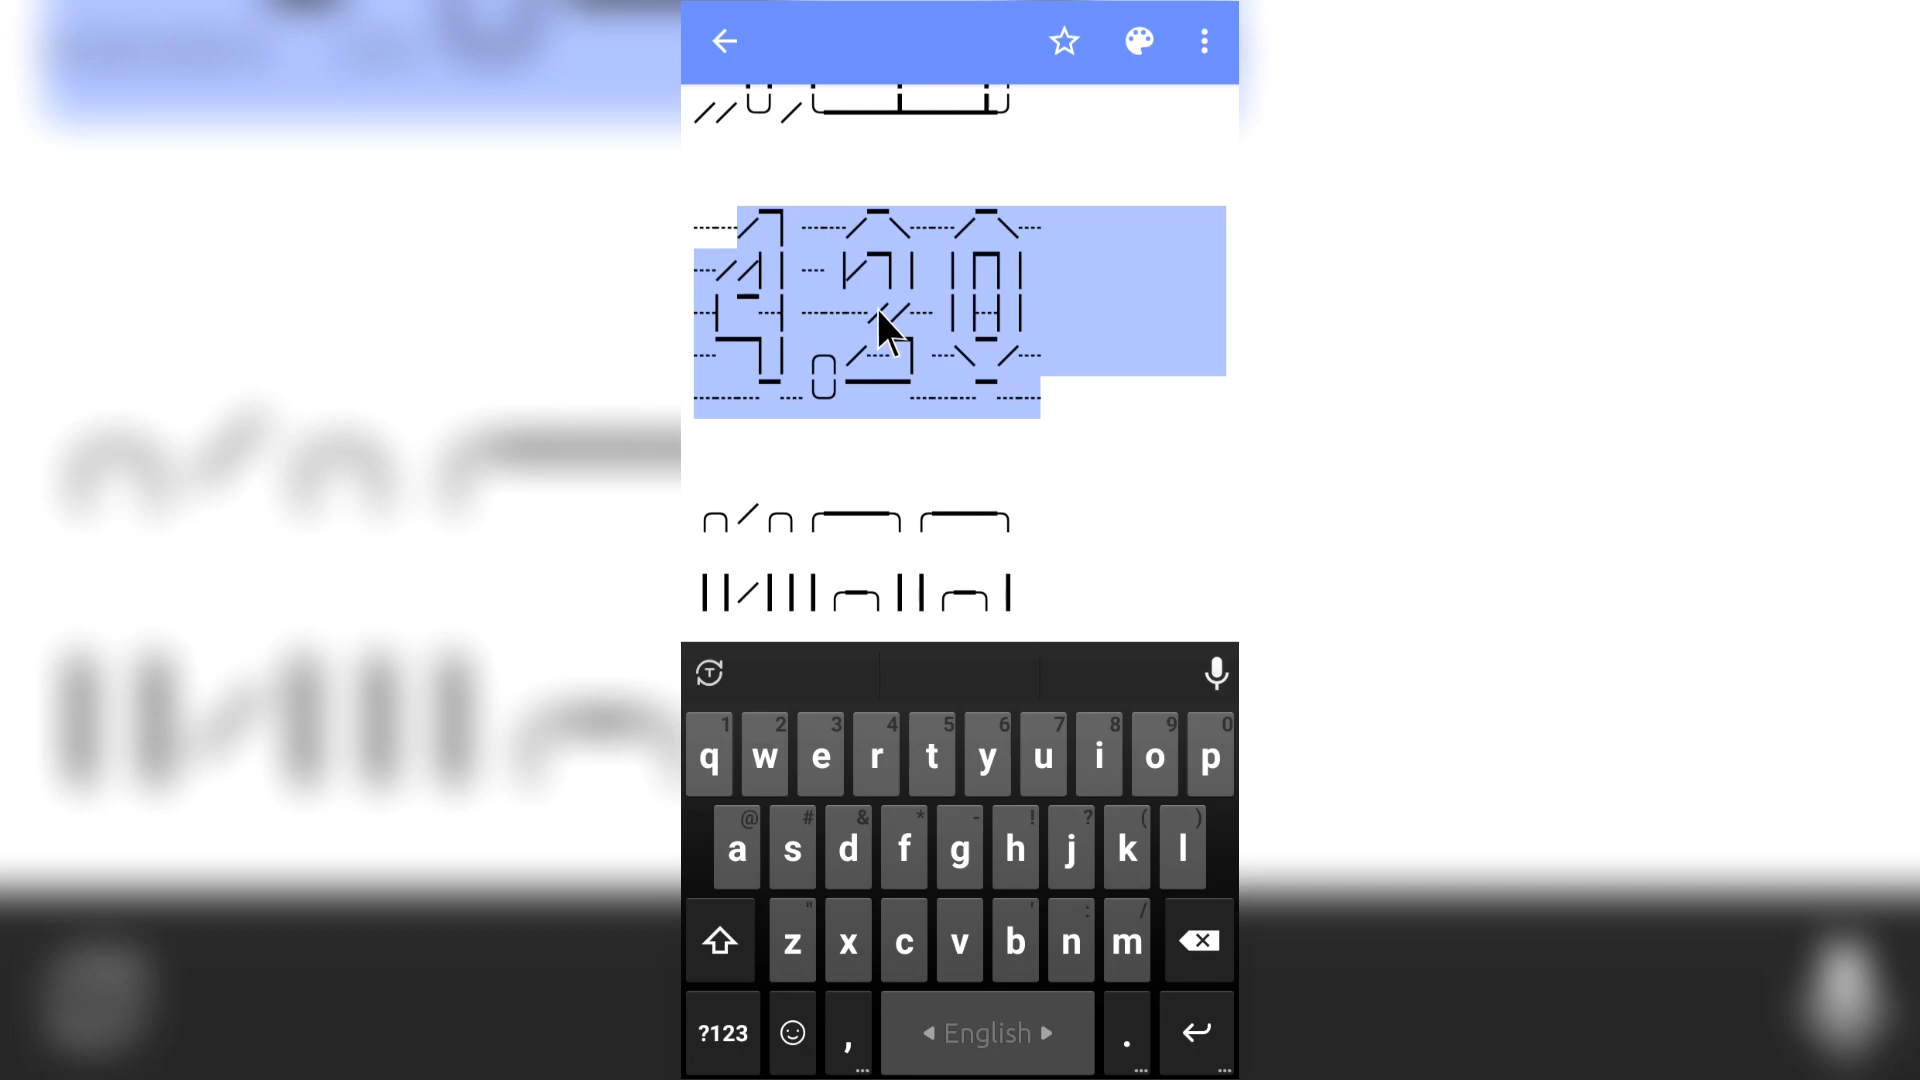 4.20
1 2 3 4 5 6 7 8 9 0
q w e r t y u i o p
@ # & * - ! ? ( )
a s d f g h j k l
" ' : /
z x c v b n m
?123 , English .